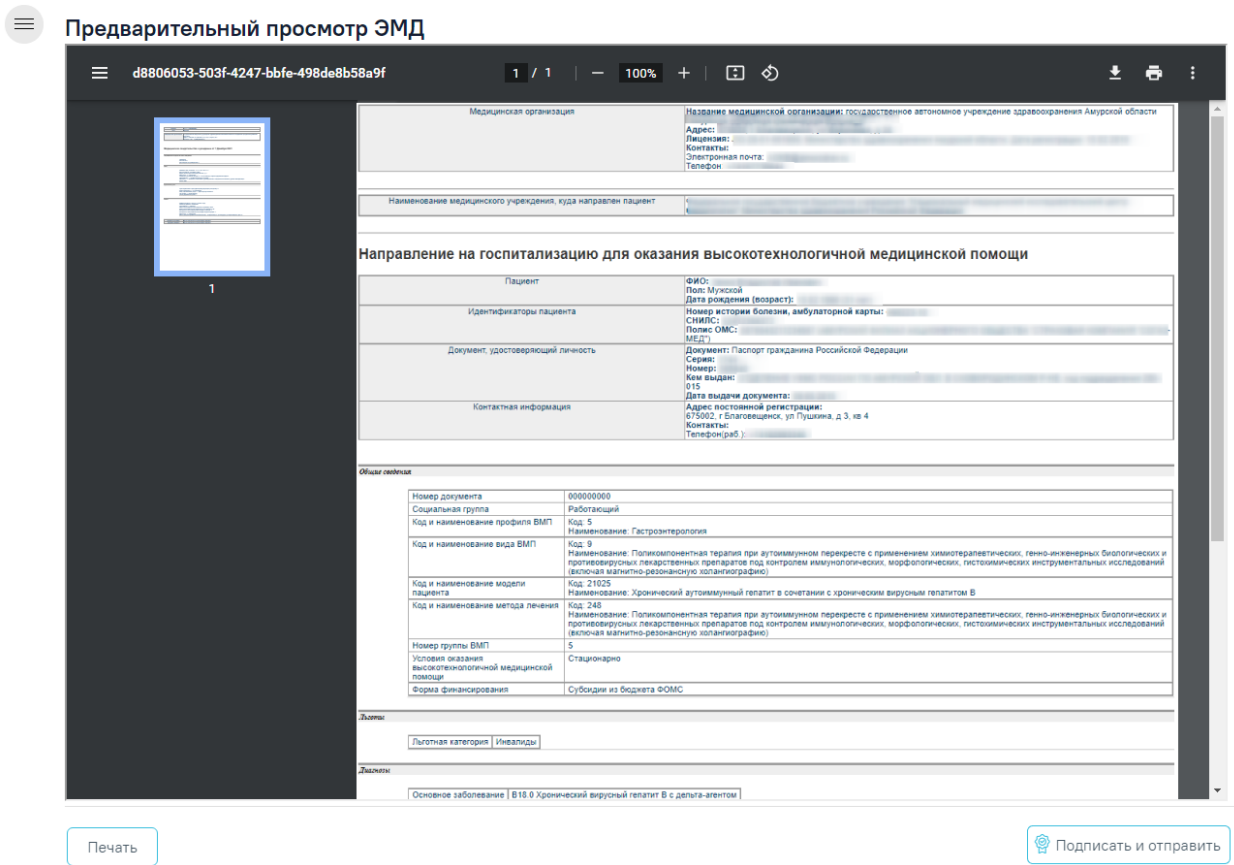 Предварительный просмотр ЭМД
d8806053-503f-4247-bbfe-498de8b58a9f
1 / 1
100%
1
Медицинская организация
Название медицинской организации: государственное автономное учреждение здравоохранения Амурской области
Адрес:
Лицензия:
Контакты:
Электронная почта:
Телефон
Наименование медицинского учреждения, куда направлен пациент
Направление на госпитализацию для оказания высокотехнологичной медицинской помощи
Пациент
ФИО:
Пол: Мужской
Дата рождения (возраст):
Идентификаторы пациента
Номер истории болезни, амбулаторной карты:
СНИЛС:
Полис ОМС:
МЕД")
Документ, удостоверяющий личность
Документ: Паспорт гражданина Российской Федерации
Серия:
Номер:
Кем выдан:
015
Дата выдачи документа:
Контактная информация
Адрес постоянной регистрации:
675002, г Благовещенск, ул Пушкина, д 3, кв 4
Контакты:
Телефон(раб.):
Общие сведения
Номер документа
000000000
Социальная группа
Работающий
Код и наименование профиля ВМП
Код: 5
Наименование: Гастроэнтерология
Код и наименование вида ВМП
Код: 9
Наименование: Поликомпонентная терапия при аутоиммунном перекресте с применением химиотерапевтических, генно-инженерных биологических и
противовирусных лекарственных препаратов под контролем иммунологических, морфологических, гистохимических инструментальных исследований
(включая магнитно-резонансную холангиографию)
Код и наименование модели
пациента
Код: 21025
Наименование: Хронический аутоиммунный гепатит в сочетании с хроническим вирусным гепатитом В
Код и наименование метода лечения
Код: 248
Наименование: Поликомпонентная терапия при аутоиммунном перекресте с применением химиотерапевтических, генно-инженерных биологических и
противовирусных лекарственных препаратов под контролем иммунологических, морфологических, гистохимических инструментальных исследований
(включая магнитно-резонансную холангиографию)
Номер группы ВМП
5
Условия оказания
высокотехнологичной медицинской
помощи
Стационарно
Форма финансирования
Субсидии из бюджета ФОМС
Льготы
Льготная категория
Инвалиды
Диагнозы
Основное заболевание
B18.0 Хронический вирусный гепатит B с дельта-агентом
Печать
Подписать и отправить